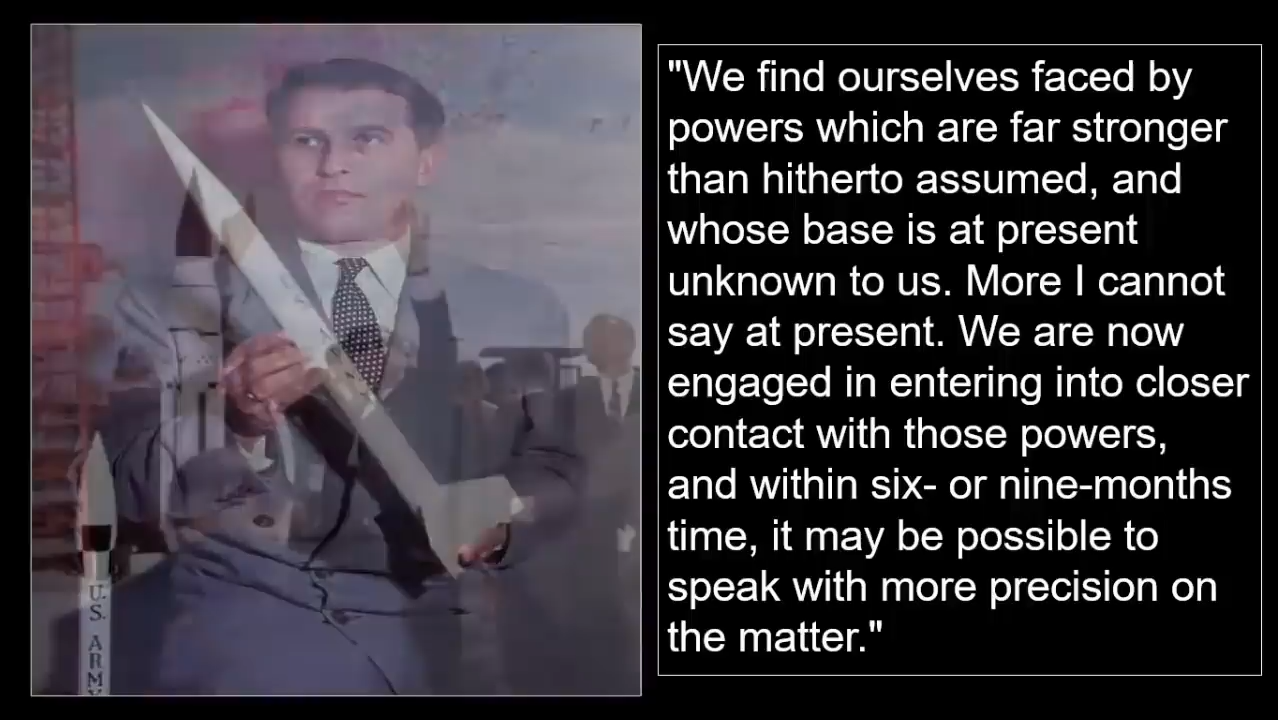 "We find ourselves faced by
powers which are far stronger
than hitherto assumed, and
whose base is at present
unknown to us. More I cannot
say at present. We are now
engaged in entering into closer
contact with those powers,
and within six- or nine-months
time, it may be possible to
speak with more precision on
the matter."
U.S. ARMY